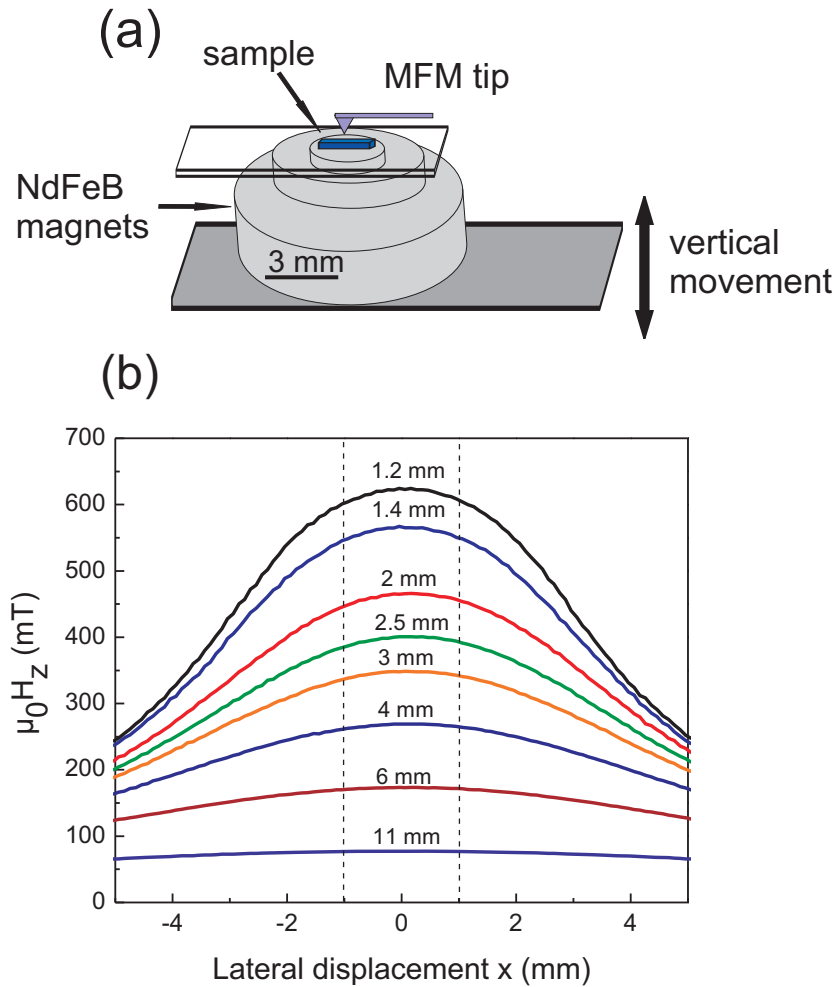 (a)
sample
MFM tip
NdFeB
magnets
3 mm
vertical
movement
(b)
700
600
500
400
300
200
100
0
μ₀H_Z (mT)
1.2 mm
1.4 mm
2 mm
2.5 mm
3 mm
4 mm
6 mm
11 mm
-4 -2 0 2 4
Lateral displacement x (mm)